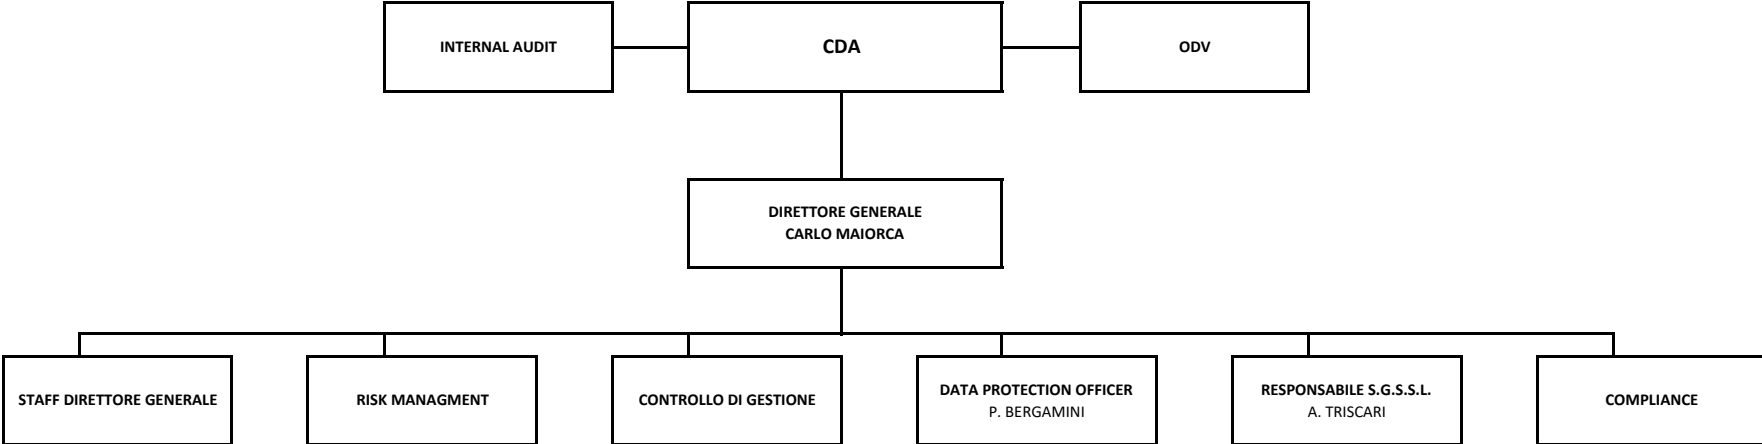 INTERNAL AUDIT
CDA
ODV
DIRETTORE GENERALE
CARLO MAIORCA
STAFF DIRETTORE GENERALE
RISK MANAGMENT
CONTROLLO DI GESTIONE
DATA PROTECTION OFFICER
P. BERGAMINI
RESPONSABILE S.G.S.S.L.
A. TRISCARI
COMPLIANCE